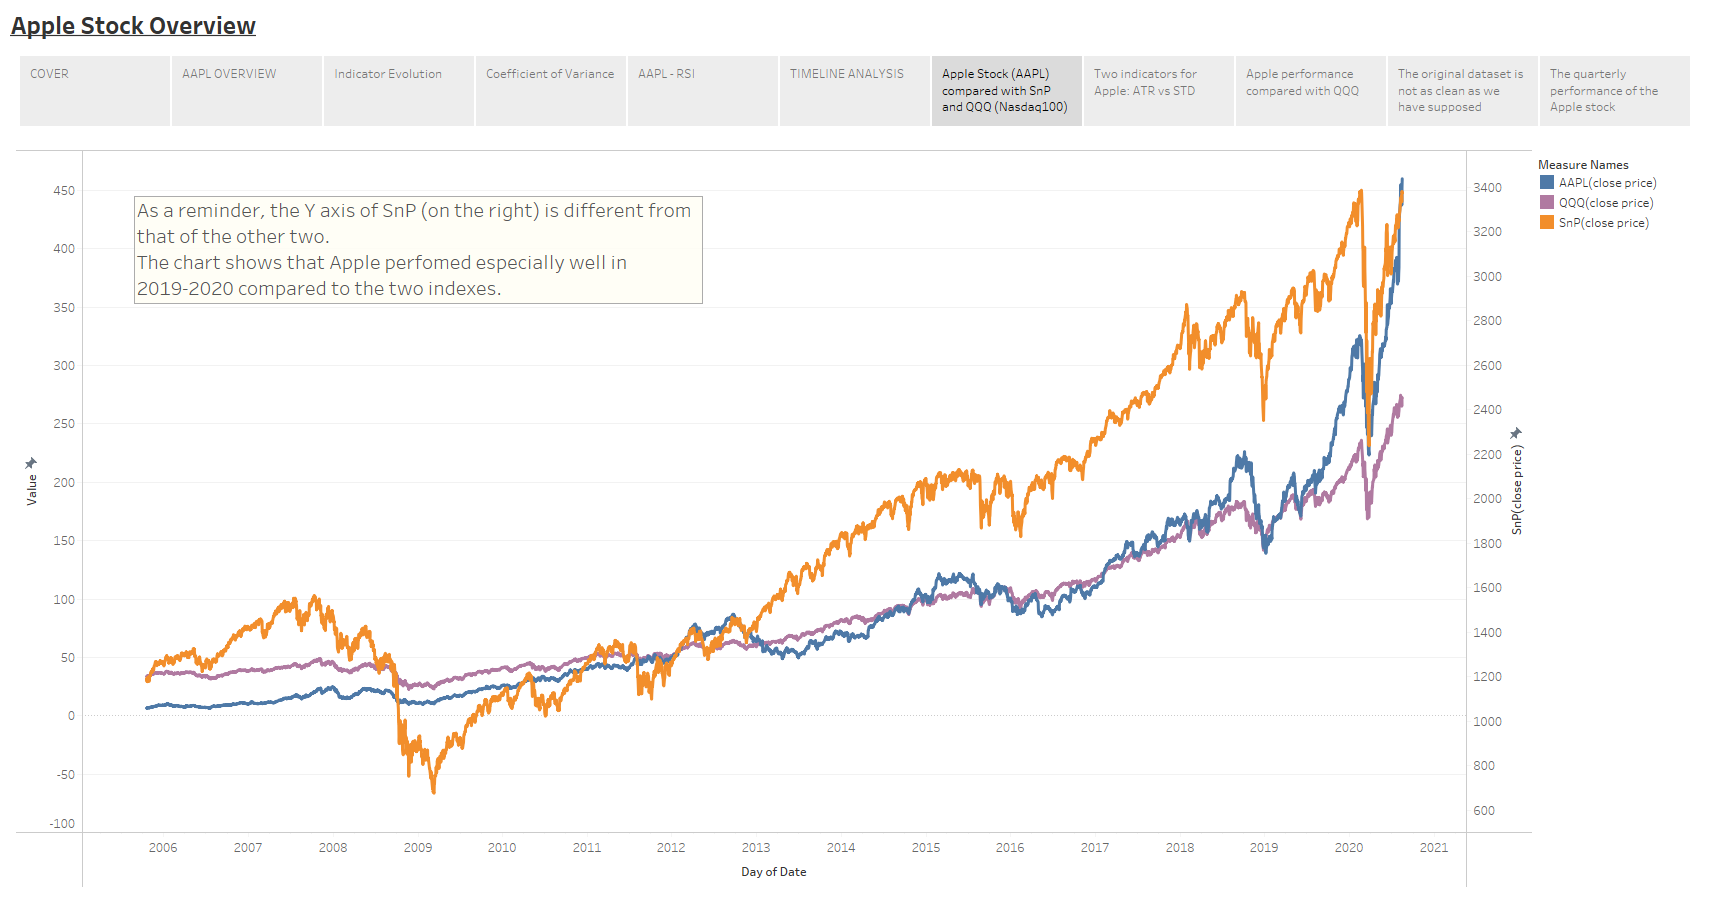 Apple Stock Overview
COVER
AAPL OVERVIEW
Indicator Evolution
Coefficient of Variance
AAPL - RSI
TIMELINE ANALYSIS
Apple Stock (AAPL)
compared with SnP
and QQQ (Nasdaq100)
Two indicators for
Apple: ATR vs STD
Apple performance
compared with QQQ
The original dataset is
not as clean as we
have supposed
The quarterly
performance of the
Apple stock
As a reminder, the Y axis of SnP (on the right) is different from
that of the other two.
The chart shows that Apple perfomed especially well in
2019-2020 compared to the two indexes.
Value
450
400
350
300
250
200
150
100
50
0
-50
-100
2006
2007
2008
2009
2010
2011
2012
2013
2014
2015
2016
2017
2018
2019
2020
2021
Day of Date
3400
3200
3000
2800
2600
2400
2200
2000
1800
1600
1400
1200
1000
800
600
SnP(close price)
Measure Names
AAPL(close price)
QQQ(close price)
SnP(close price)